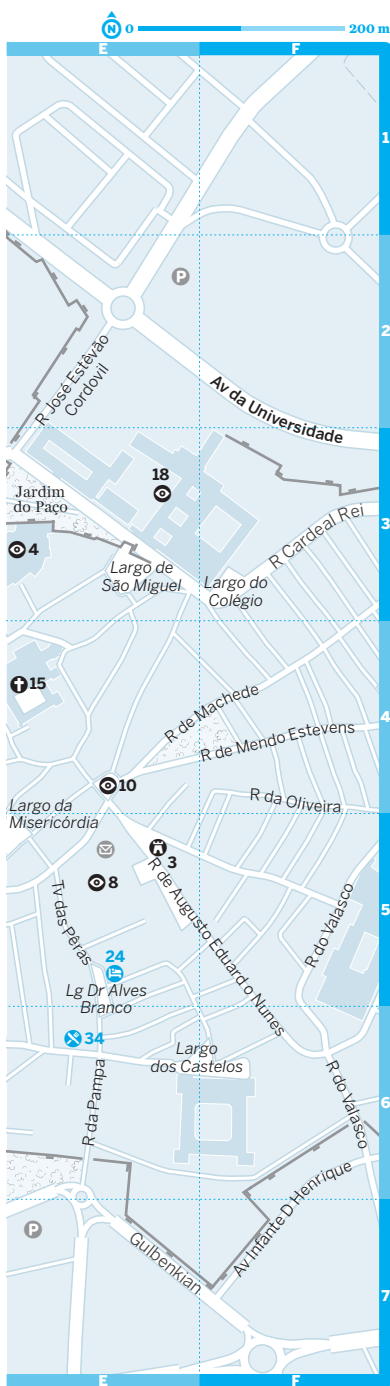 N 0 200 m
E F
1
P
2
R José Estêvão
Cordovil
Av da Universidade
18
Jardim
do Paço
3
4
R Cardeal Rei
Largo de
São Miguel
Largo do
Colégio
15
4
R de Machede
R de Mendo Estevens
10
R da Oliveira
Largo da
Misericórdia
3
8
R de Augusto Eduardo Nunes
5
Tv das Pêras
R do Valasco
24
Lg Dr Alves
Branco
34
Largo
dos Castelos
R da Pampa
6
R do Valasco
Av Infante D Henrique
P
Gulbenkian
7
E F